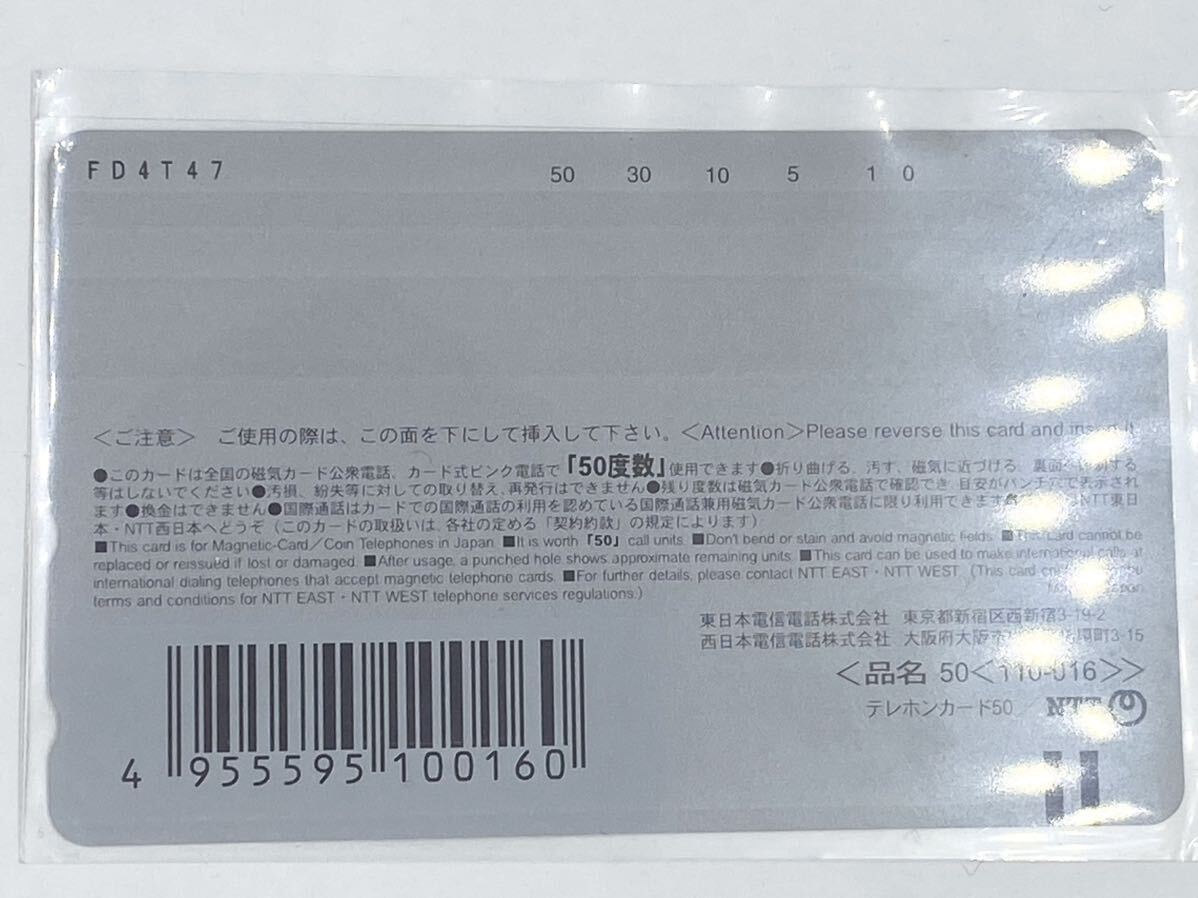 FD4T47
50 30 10 5 1 0
<ご注意> ご使用の際は、この面を下にして挿入して下さい。<Attention>Please reverse this card and insert it.
●このカードは全国の磁気カード公衆電話、カード式ピンク電話で「50度数」使用できます●折り曲げる、汚す、磁気に近づける、裏面へ印刷する
等はしないでください●汚損、紛失等に対しての取り替え、再発行はできません●残り度数は磁気カード公衆電話で確認でき、目安がパンチ穴で表示され
ます●換金はできません●国際通話はカードでの国際通話の利用を認めている国際通話兼用磁気カード公衆電話に限り利用できます NTT東日
本・NTT西日本へどうぞ(このカードの取扱いは、各社の定める「契約約款」の規定によります)
■This card is for Magnetic-Card/Coin Telephones in Japan. ■It is worth 「50」 call units. ■Don't bend or stain and avoid magnetic fields. ■This card cannot be
replaced or reissued if lost or damaged. ■After usage, a punched hole shows approximate remaining units. ■This card can be used to make international calls at
international dialing telephones that accept magnetic telephone cards. ■For further details, please contact NTT EAST・NTT WEST. (This card
terms and conditions for NTT EAST・NTT WEST telephone services regulations.)
東日本電信電話株式会社 東京都新宿区西新宿3-19-2
西日本電信電話株式会社 大阪府大阪市 町3-15
<品名 50<110-016>>
テレホンカード50 NTT
4 955595 100160